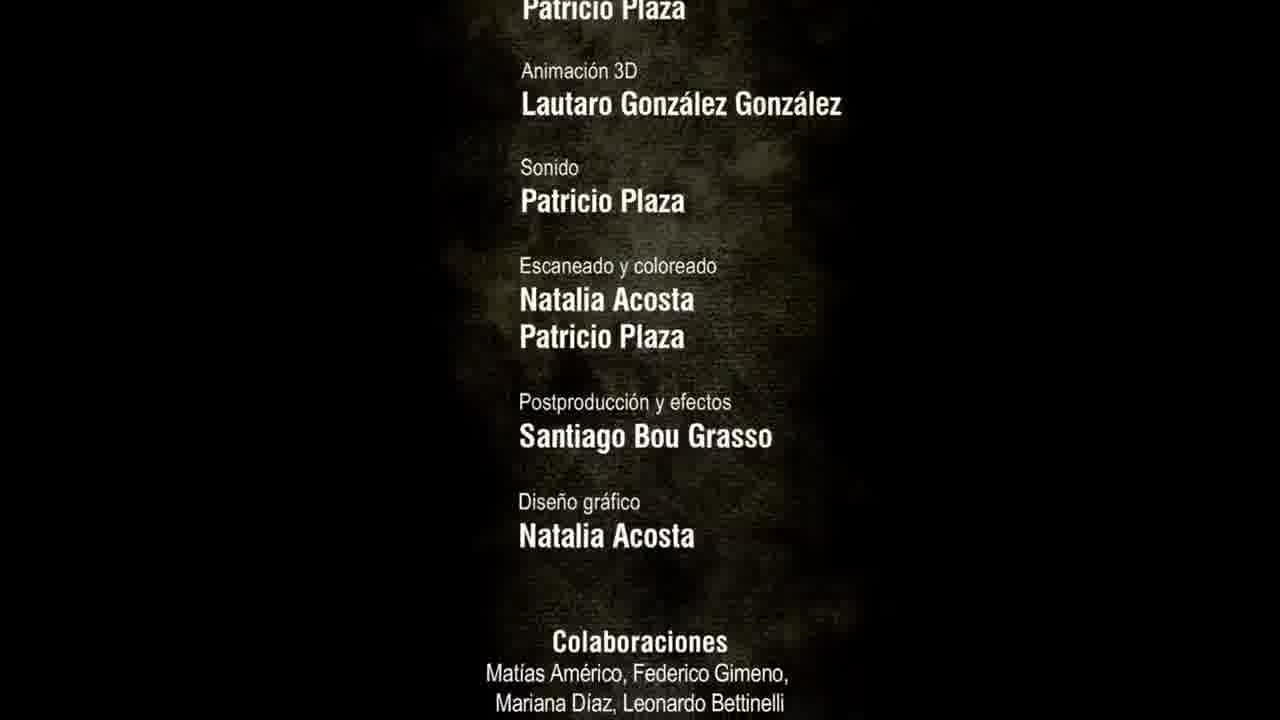 Patricio Plaza
Animación 3D
Lautaro González González
Sonido
Patricio Plaza
Escaneado y coloreado
Natalia Acosta
Patricio Plaza
Postproducción y efectos
Santiago Bou Grasso
Diseño gráfico
Natalia Acosta
Colaboraciones
Matías Américo, Federico Gimeno,
Mariana Díaz, Leonardo Bettinelli